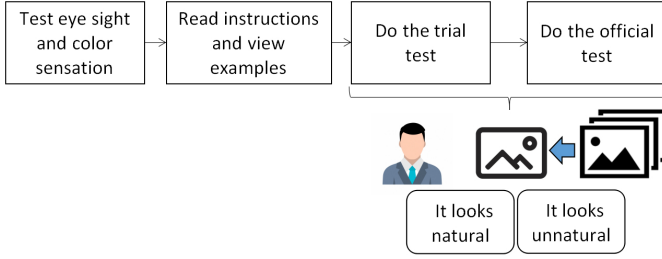 Test eye sight
and color
sensation
Read instructions
and view
examples
Do the trial
test
Do the official
test
It looks
natural
It looks
unnatural